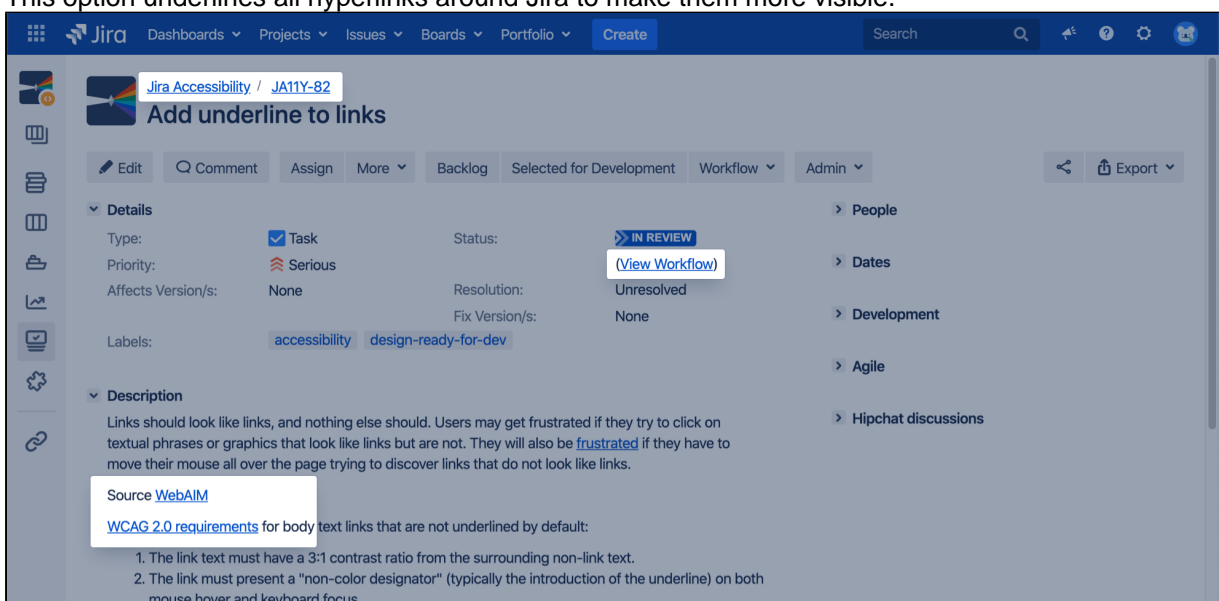 This option underlines all hyperlinks around Jira to make them more visible.
Jira Dashboards Projects Issues Boards Portfolio Create Search
Jira Accessibility / JA11Y-82
Add underline to links
Edit Comment Assign More Backlog Selected for Development Workflow Admin Export
Details
Type: Task Status: IN REVIEW
(View Workflow)
Priority: Serious
Affects Version/s: None Resolution: Unresolved
Fix Version/s: None
Labels: accessibility design-ready-for-dev
Description
Links should look like links, and nothing else should. Users may get frustrated if they try to click on
textual phrases or graphics that look like links but are not. They will also be frustrated if they have to
move their mouse all over the page trying to discover links that do not look like links.
Source WebAIM
WCAG 2.0 requirements for body text links that are not underlined by default:
1. The link text must have a 3:1 contrast ratio from the surrounding non-link text.
2. The link must present a "non-color designator" (typically the introduction of the underline) on both
mouse hover and keyboard focus.
People
Dates
Development
Agile
Hipchat discussions